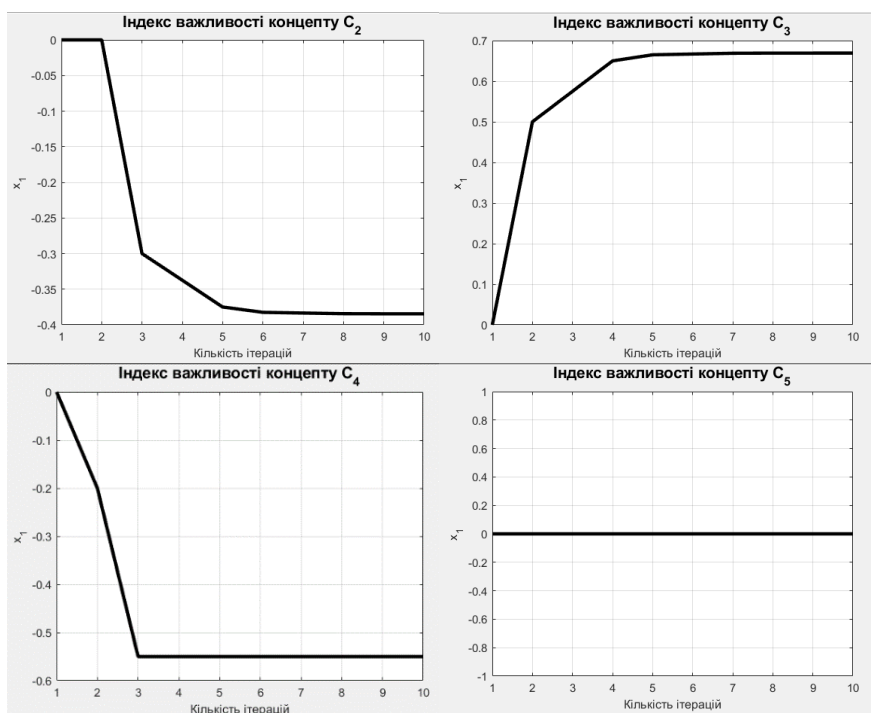 Індекс важливості концепту C2
0
-0.05
-0.1
-0.15
-0.2
-0.25
-0.3
-0.35
-0.4
x1
1 2 3 4 5 6 7 8 9 10
Кількість ітерацій
Індекс важливості концепту C3
0.7
0.6
0.5
0.4
0.3
0.2
0.1
0
x1
1 2 3 4 5 6 7 8 9 10
Кількість ітерацій
Індекс важливості концепту C4
0
-0.1
-0.2
-0.3
-0.4
-0.5
-0.6
x1
1 2 3 4 5 6 7 8 9 10
Кількість ітерацій
Індекс важливості концепту C5
1
0.8
0.6
0.4
0.2
0
-0.2
-0.4
-0.6
-0.8
-1
x1
1 2 3 4 5 6 7 8 9 10
Кількість ітерацій